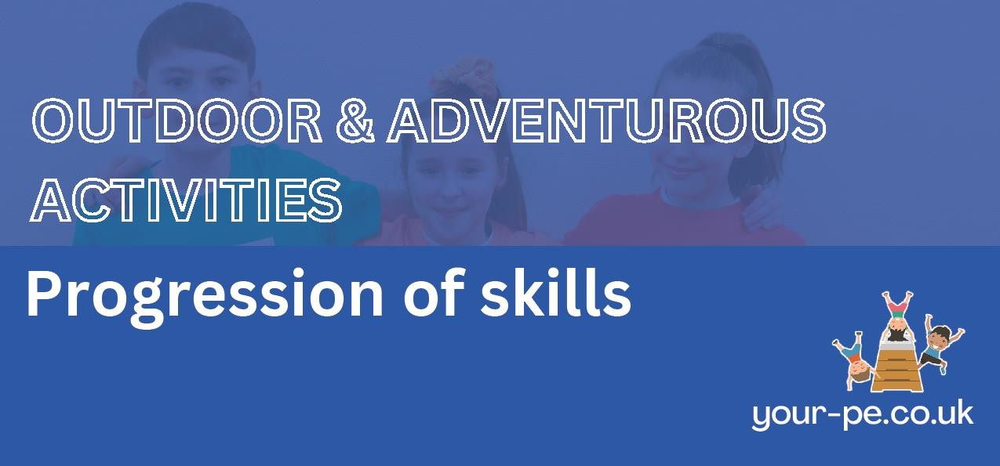 OUTDOOR & ADVENTUROUS
ACTIVITIES
Progression of skills
your-pe.co.uk